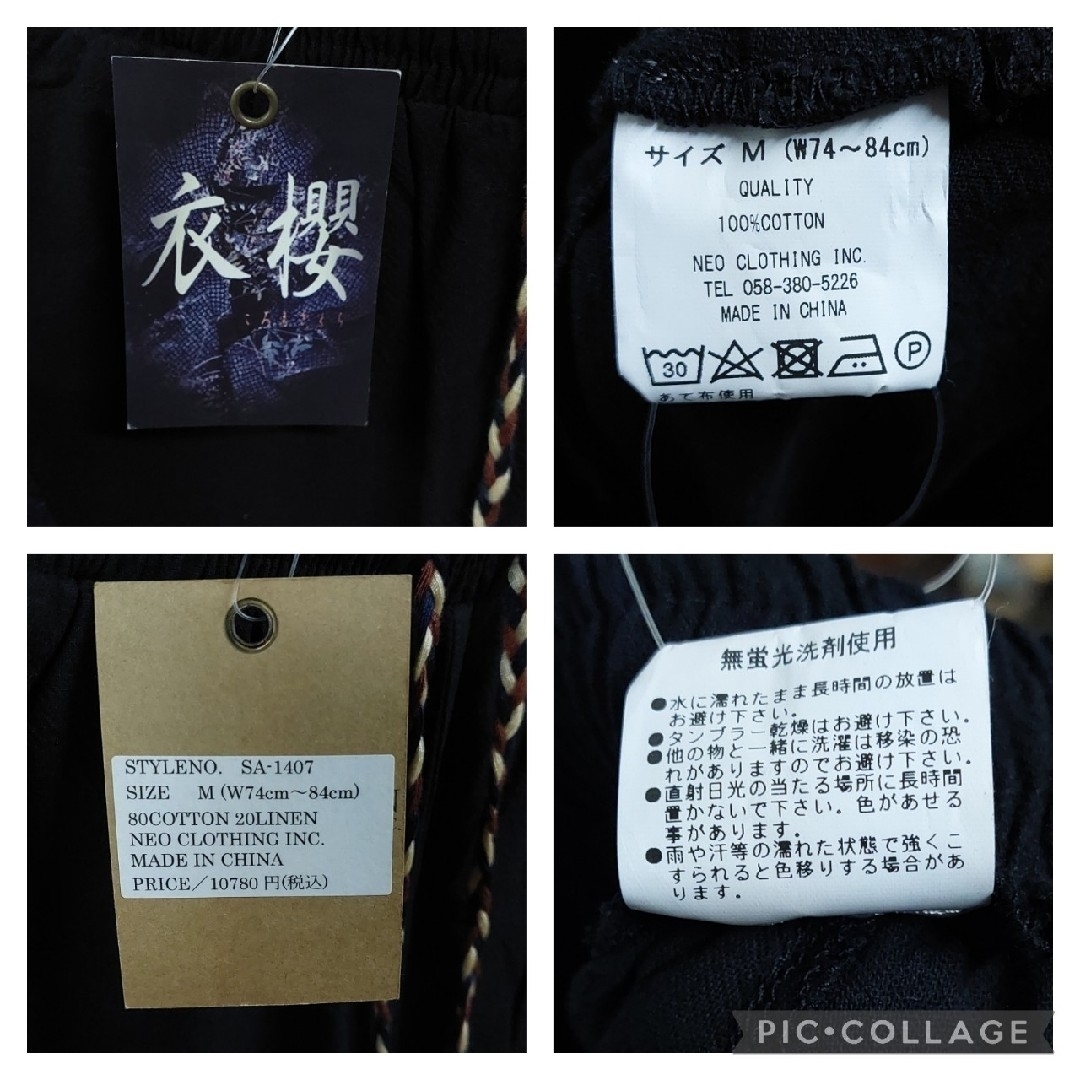 衣櫻
ころもざくら
サイズ M (W74～84cm)
QUALITY
100%COTTON
NEO CLOTHING INC.
TEL 058-380-5226
MADE IN CHINA
30
P
あて布使用
STYLENO. SA-1407
SIZE M (W74cm～84cm)
80COTTON 20LINEN
NEO CLOTHING INC.
MADE IN CHINA
PRICE／10780円(税込)
無蛍光洗剤使用
●水に濡れたまま長時間の放置は
お避け下さい。
●タンブラー乾燥はお避け下さい。
●他の物と一緒に洗濯は移染の恐
れがありますのでお避け下さい。
●直射日光の当たる場所に長時間
置かないで下さい。色があせる
事があります。
●雨や汗等の濡れた状態で強くこ
すられると色移りする場合があ
ります。
PIC•COLLAGE